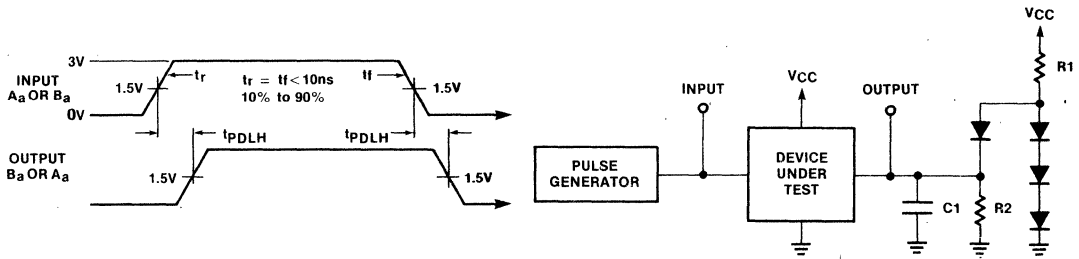 3V
INPUT
Aa OR Ba
1.5V
0V
tr
tr = tf < 10ns
10% to 90%
tf
1.5V
tPDLH
tPDLH
OUTPUT
Ba OR Aa
1.5V
1.5V
PULSE
GENERATOR
INPUT
VCC
DEVICE
UNDER
TEST
OUTPUT
C1
R2
VCC
R1